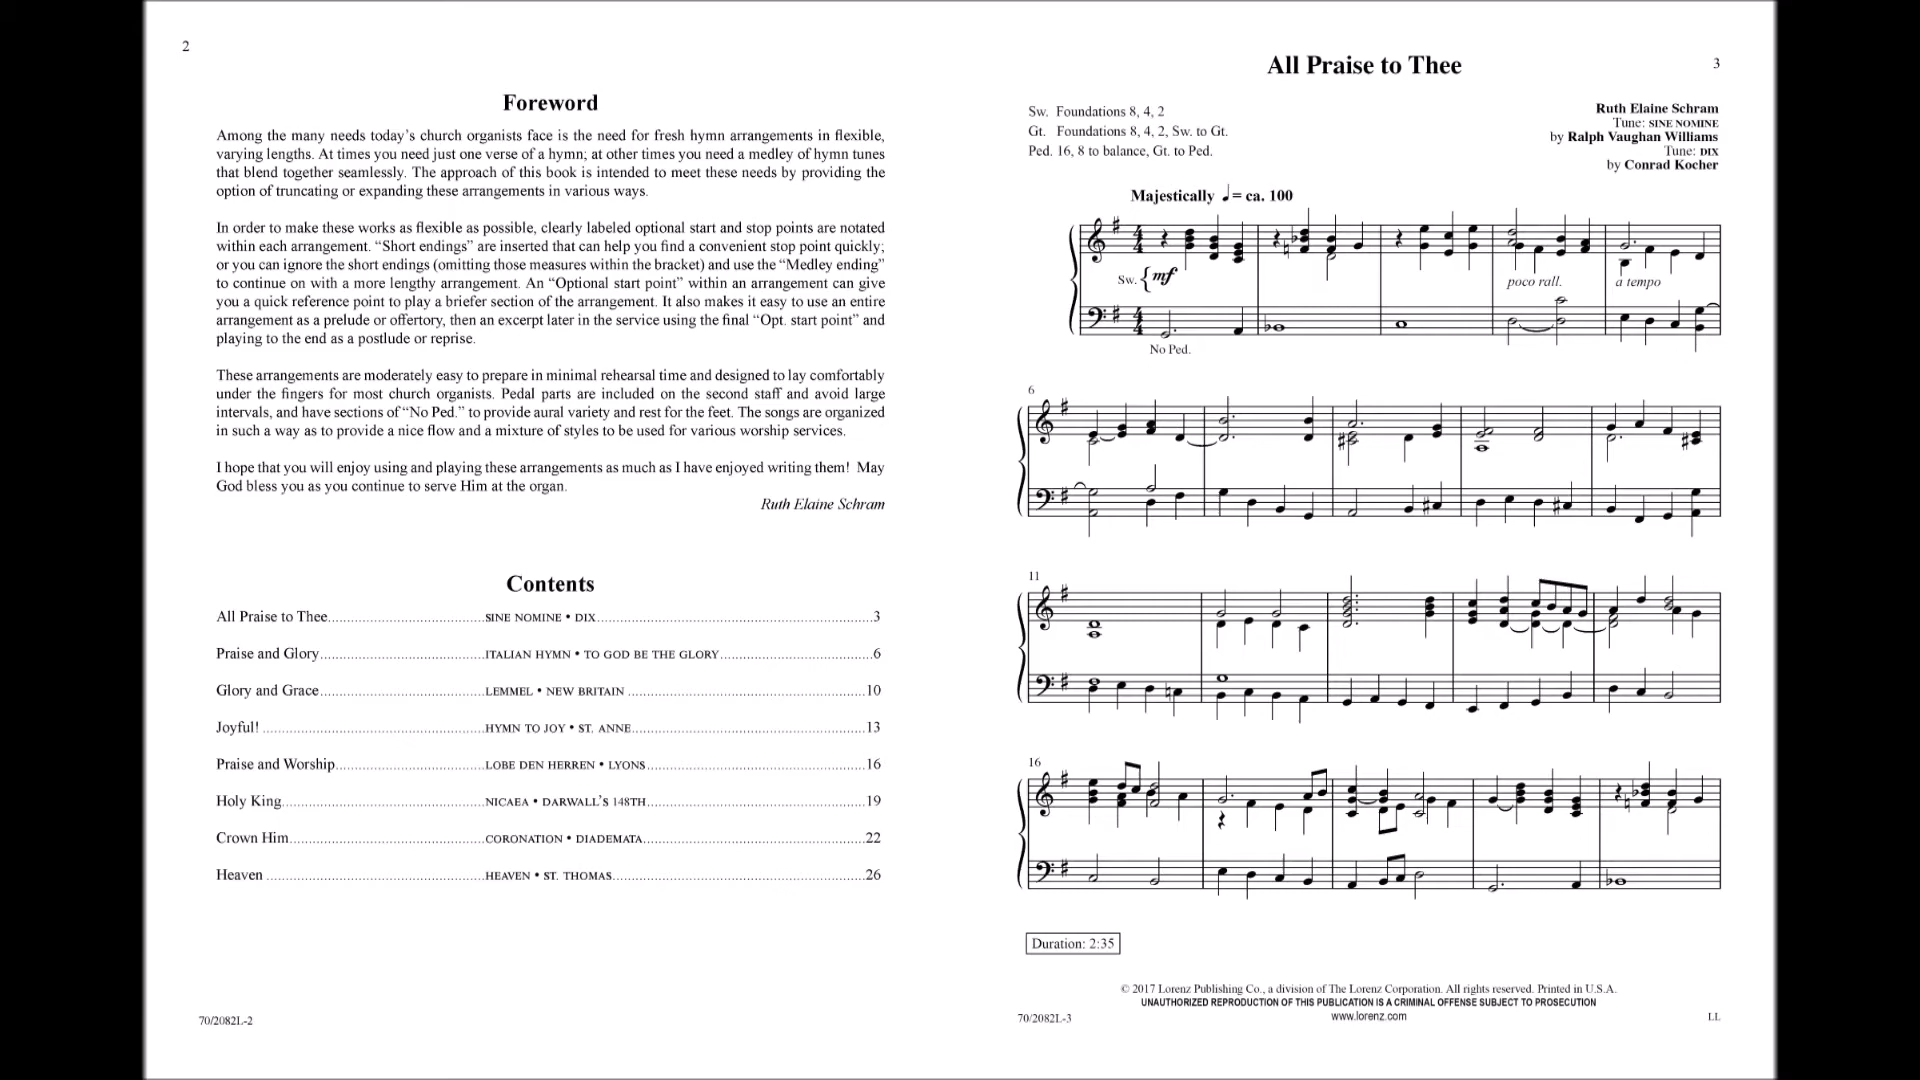 2
Foreword
Among the many needs today’s church organists face is the need for fresh hymn arrangements in flexible,
varying lengths. At times you need just one verse of a hymn; at other times you need a medley of hymn tunes
that blend together seamlessly. The approach of this book is intended to meet these needs by providing the
option of truncating or expanding these arrangements in various ways.
In order to make these works as flexible as possible, clearly labeled optional start and stop points are notated
within each arrangement. “Short endings” are inserted that can help you find a convenient stop point quickly;
or you can ignore the short endings (omitting those measures within the bracket) and use the “Medley ending”
to continue on with a more lengthy arrangement. An “Optional start point” within an arrangement can give
you a quick reference point to play a briefer section of the arrangement. It also makes it easy to use an entire
arrangement as a prelude or offertory, then an excerpt later in the service using the final “Opt. start point” and
playing to the end as a postlude or reprise.
These arrangements are moderately easy to prepare in minimal rehearsal time and designed to lay comfortably
under the fingers for most church organists. Pedal parts are included on the second staff and avoid large
intervals, and have sections of “No Ped.” to provide aural variety and rest for the feet. The songs are organized
in such a way as to provide a nice flow and a mixture of styles to be used for various worship services.
I hope that you will enjoy using and playing these arrangements as much as I have enjoyed writing them! May
God bless you as you continue to serve Him at the organ.
Ruth Elaine Schram
Contents
All Praise to Thee SINE NOMINE • DIX 3
Praise and Glory ITALIAN HYMN • TO GOD BE THE GLORY 6
Glory and Grace LEMMEL • NEW BRITAIN 10
Joyful! HYMN TO JOY • ST. ANNE 13
Praise and Worship LOBE DEN HERREN • LYONS 16
Holy King NICAEA • DARWALL’S 148TH 19
Crown Him CORONATION • DIADEMATA 22
Heaven HEAVEN • ST. THOMAS 26
70/2082L-2
All Praise to Thee
3
Sw. Foundations 8, 4, 2
Gt. Foundations 8, 4, 2, Sw. to Gt.
Ped. 16, 8 to balance, Gt. to Ped.
Ruth Elaine Schram
Tune: SINE NOMINE
by Ralph Vaughan Williams
Tune: DIX
by Conrad Kocher
Majestically ♩ = ca. 100
Sw. mf
poco rall.
a tempo
No Ped.
6
11
16
Duration: 2:35
© 2017 Lorenz Publishing Co., a division of The Lorenz Corporation. All rights reserved. Printed in U.S.A.
UNAUTHORIZED REPRODUCTION OF THIS PUBLICATION IS A CRIMINAL OFFENSE SUBJECT TO PROSECUTION
www.lorenz.com
70/2082L-3
LL